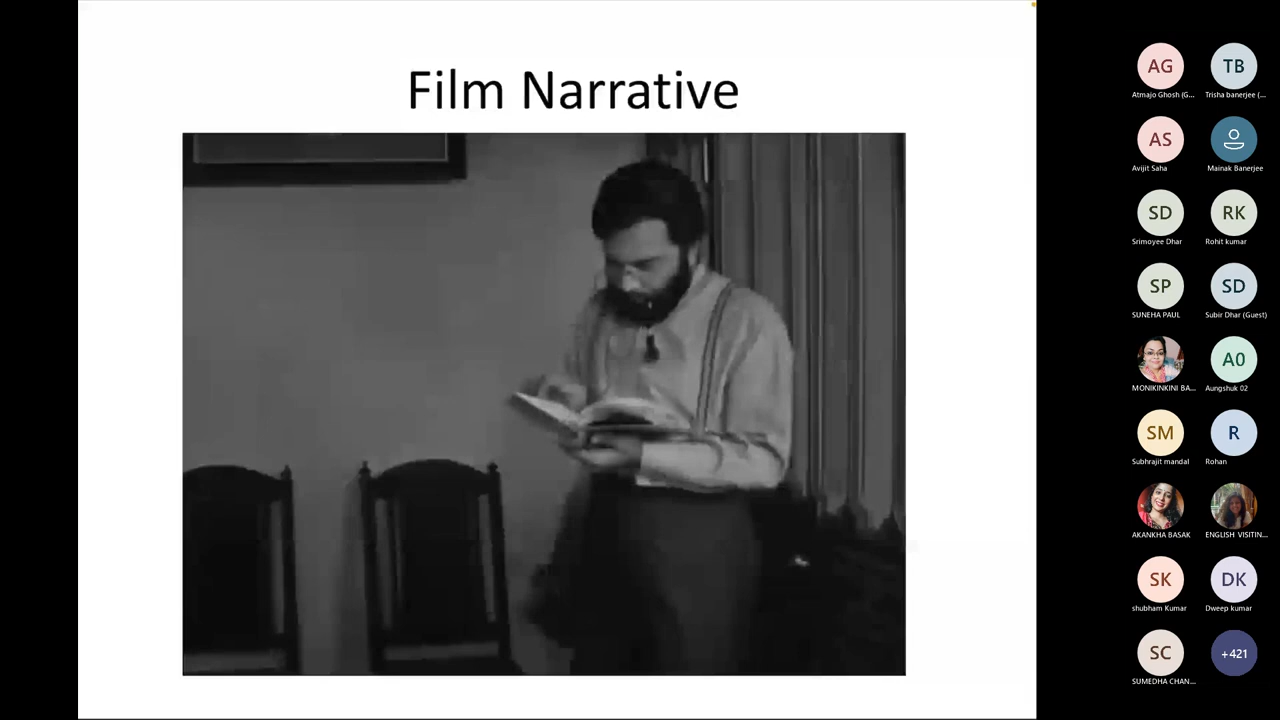 Film Narrative
AG
TB
Atmajo Ghosh (G...
Trisha banerjee (...
AS
Avijit Saha
Mainak Banerjee
SD
RK
Srimoyee Dhar
Rohit kumar
SP
SD
SUNEHA PAUL
Subir Dhar (Guest)
A0
MONIKINKINI BA...
Aungshuk 02
SM
R
Subhrajit mandal
Rohan
AKANKHA BASAK
ENGLISH VISITIN...
SK
DK
shubham Kumar
Dweep kumar
SC
+421
SUMEDHA CHAN...